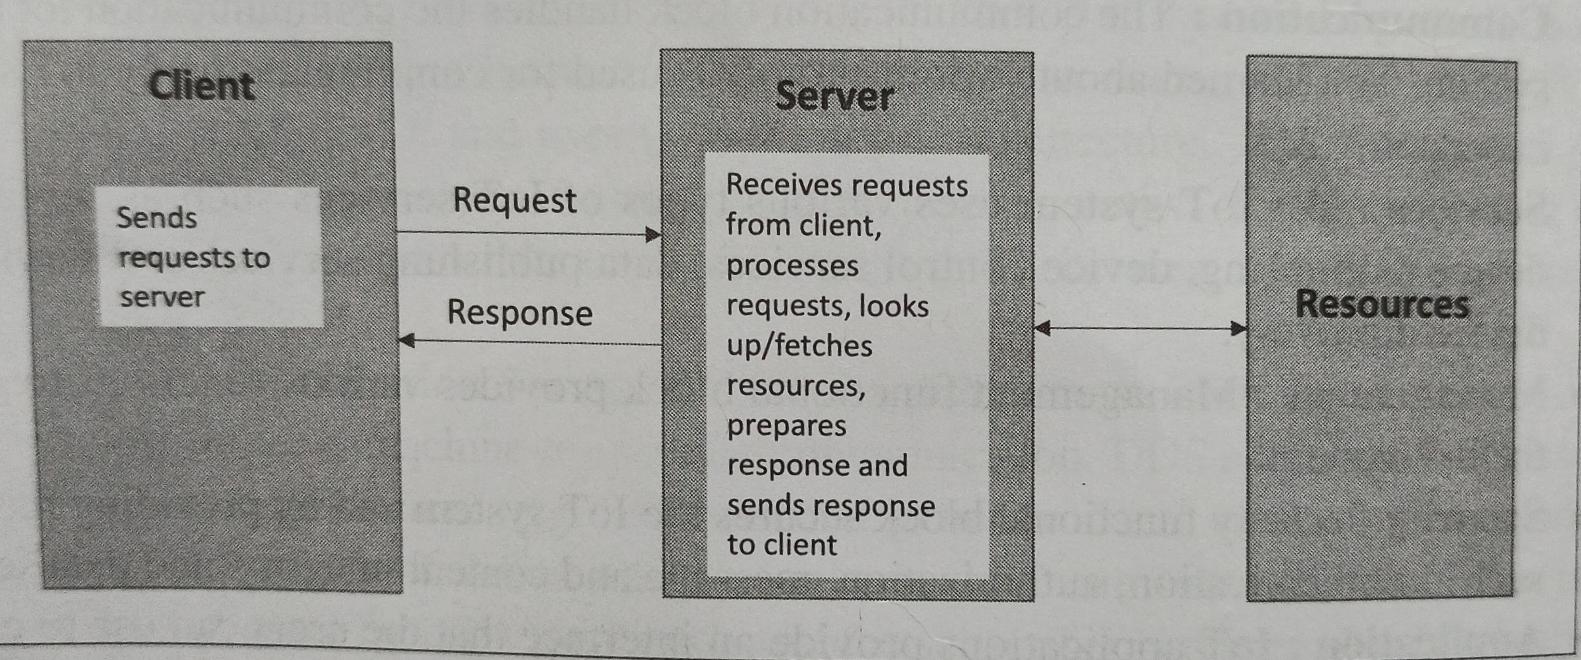 Client
Sends
requests to
server
Request
Response
Server
Receives requests
from client,
processes
requests, looks
up/fetches
resources,
prepares
response and
sends response
to client
Resources